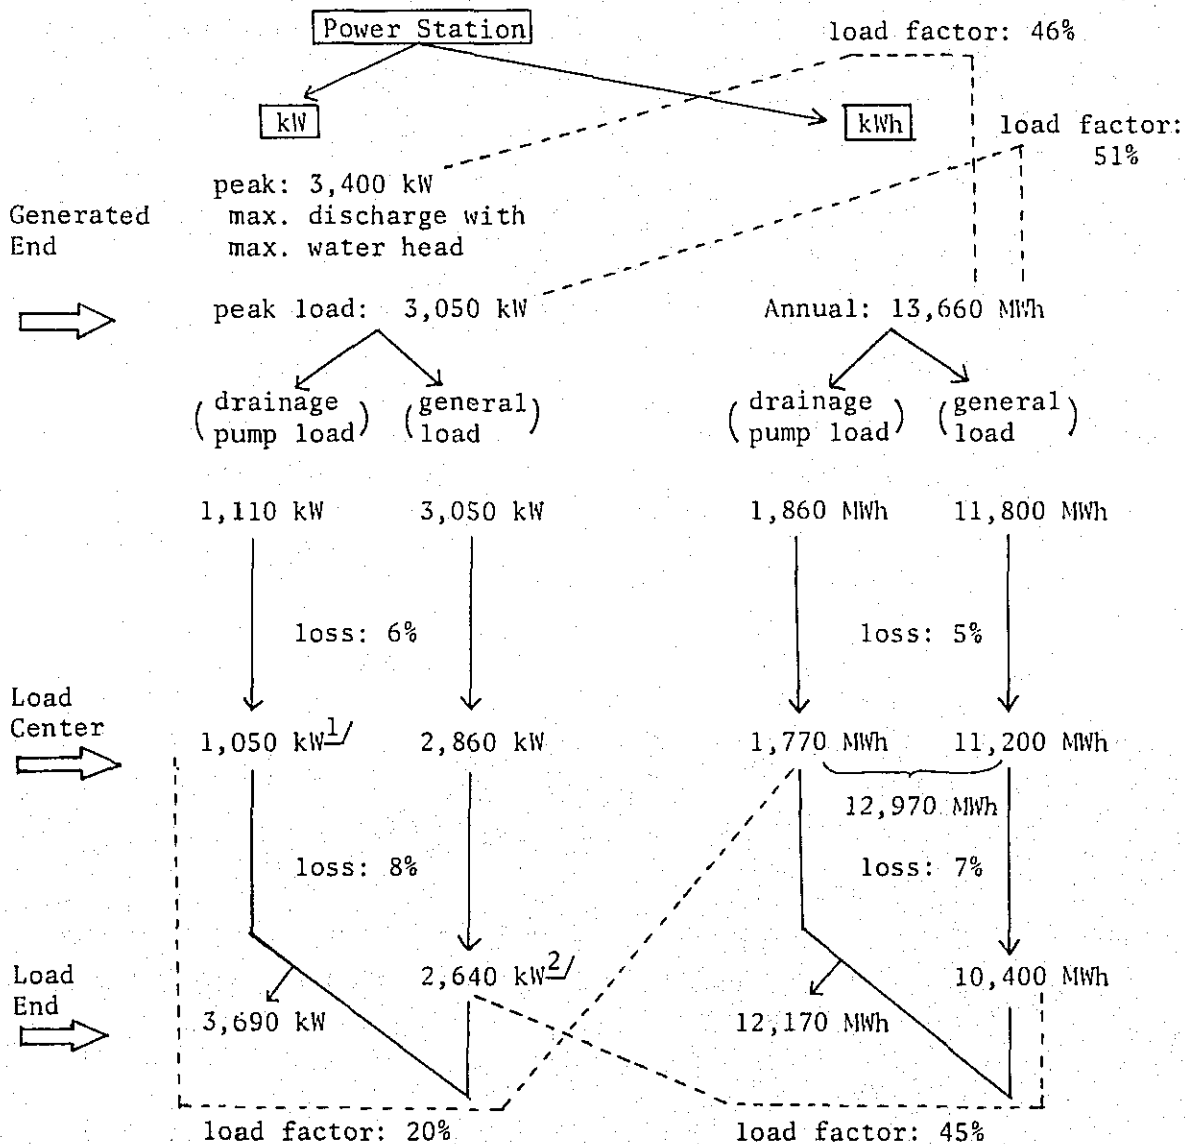 Power Station
load factor: 46%
kW
kWh
load factor:
51%
peak: 3,400 kW
max. discharge with
max. water head
Generated
End
peak load: 3,050 kW
Annual: 13,660 MWh
(drainage
pump load)
(general
load)
(drainage
pump load)
(general
load)
1,110 kW
3,050 kW
1,860 MWh
11,800 MWh
loss: 6%
loss: 5%
Load
Center
1,050 kW 1/
2,860 kW
1,770 MWh
11,200 MWh
12,970 MWh
loss: 8%
loss: 7%
Load
End
2,640 kW 2/
10,400 MWh
3,690 kW
12,170 MWh
load factor: 20%
load factor: 45%